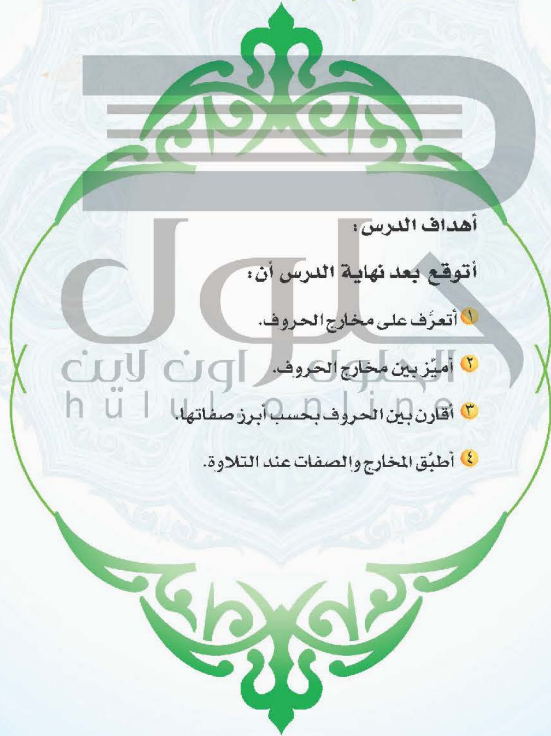 أهداف الدرس:
أتوقع بعد نهاية الدرس أن:
١ أتعرَّف على مخارج الحروف.
٢ أميّز بين مخارج الحروف.
٣ أقارن بين الحروف بحسب أبرز صفاتها.
٤ أطبّق المخارج والصفات عند التلاوة.
حلول
الحلول اون لاين
hulul.online